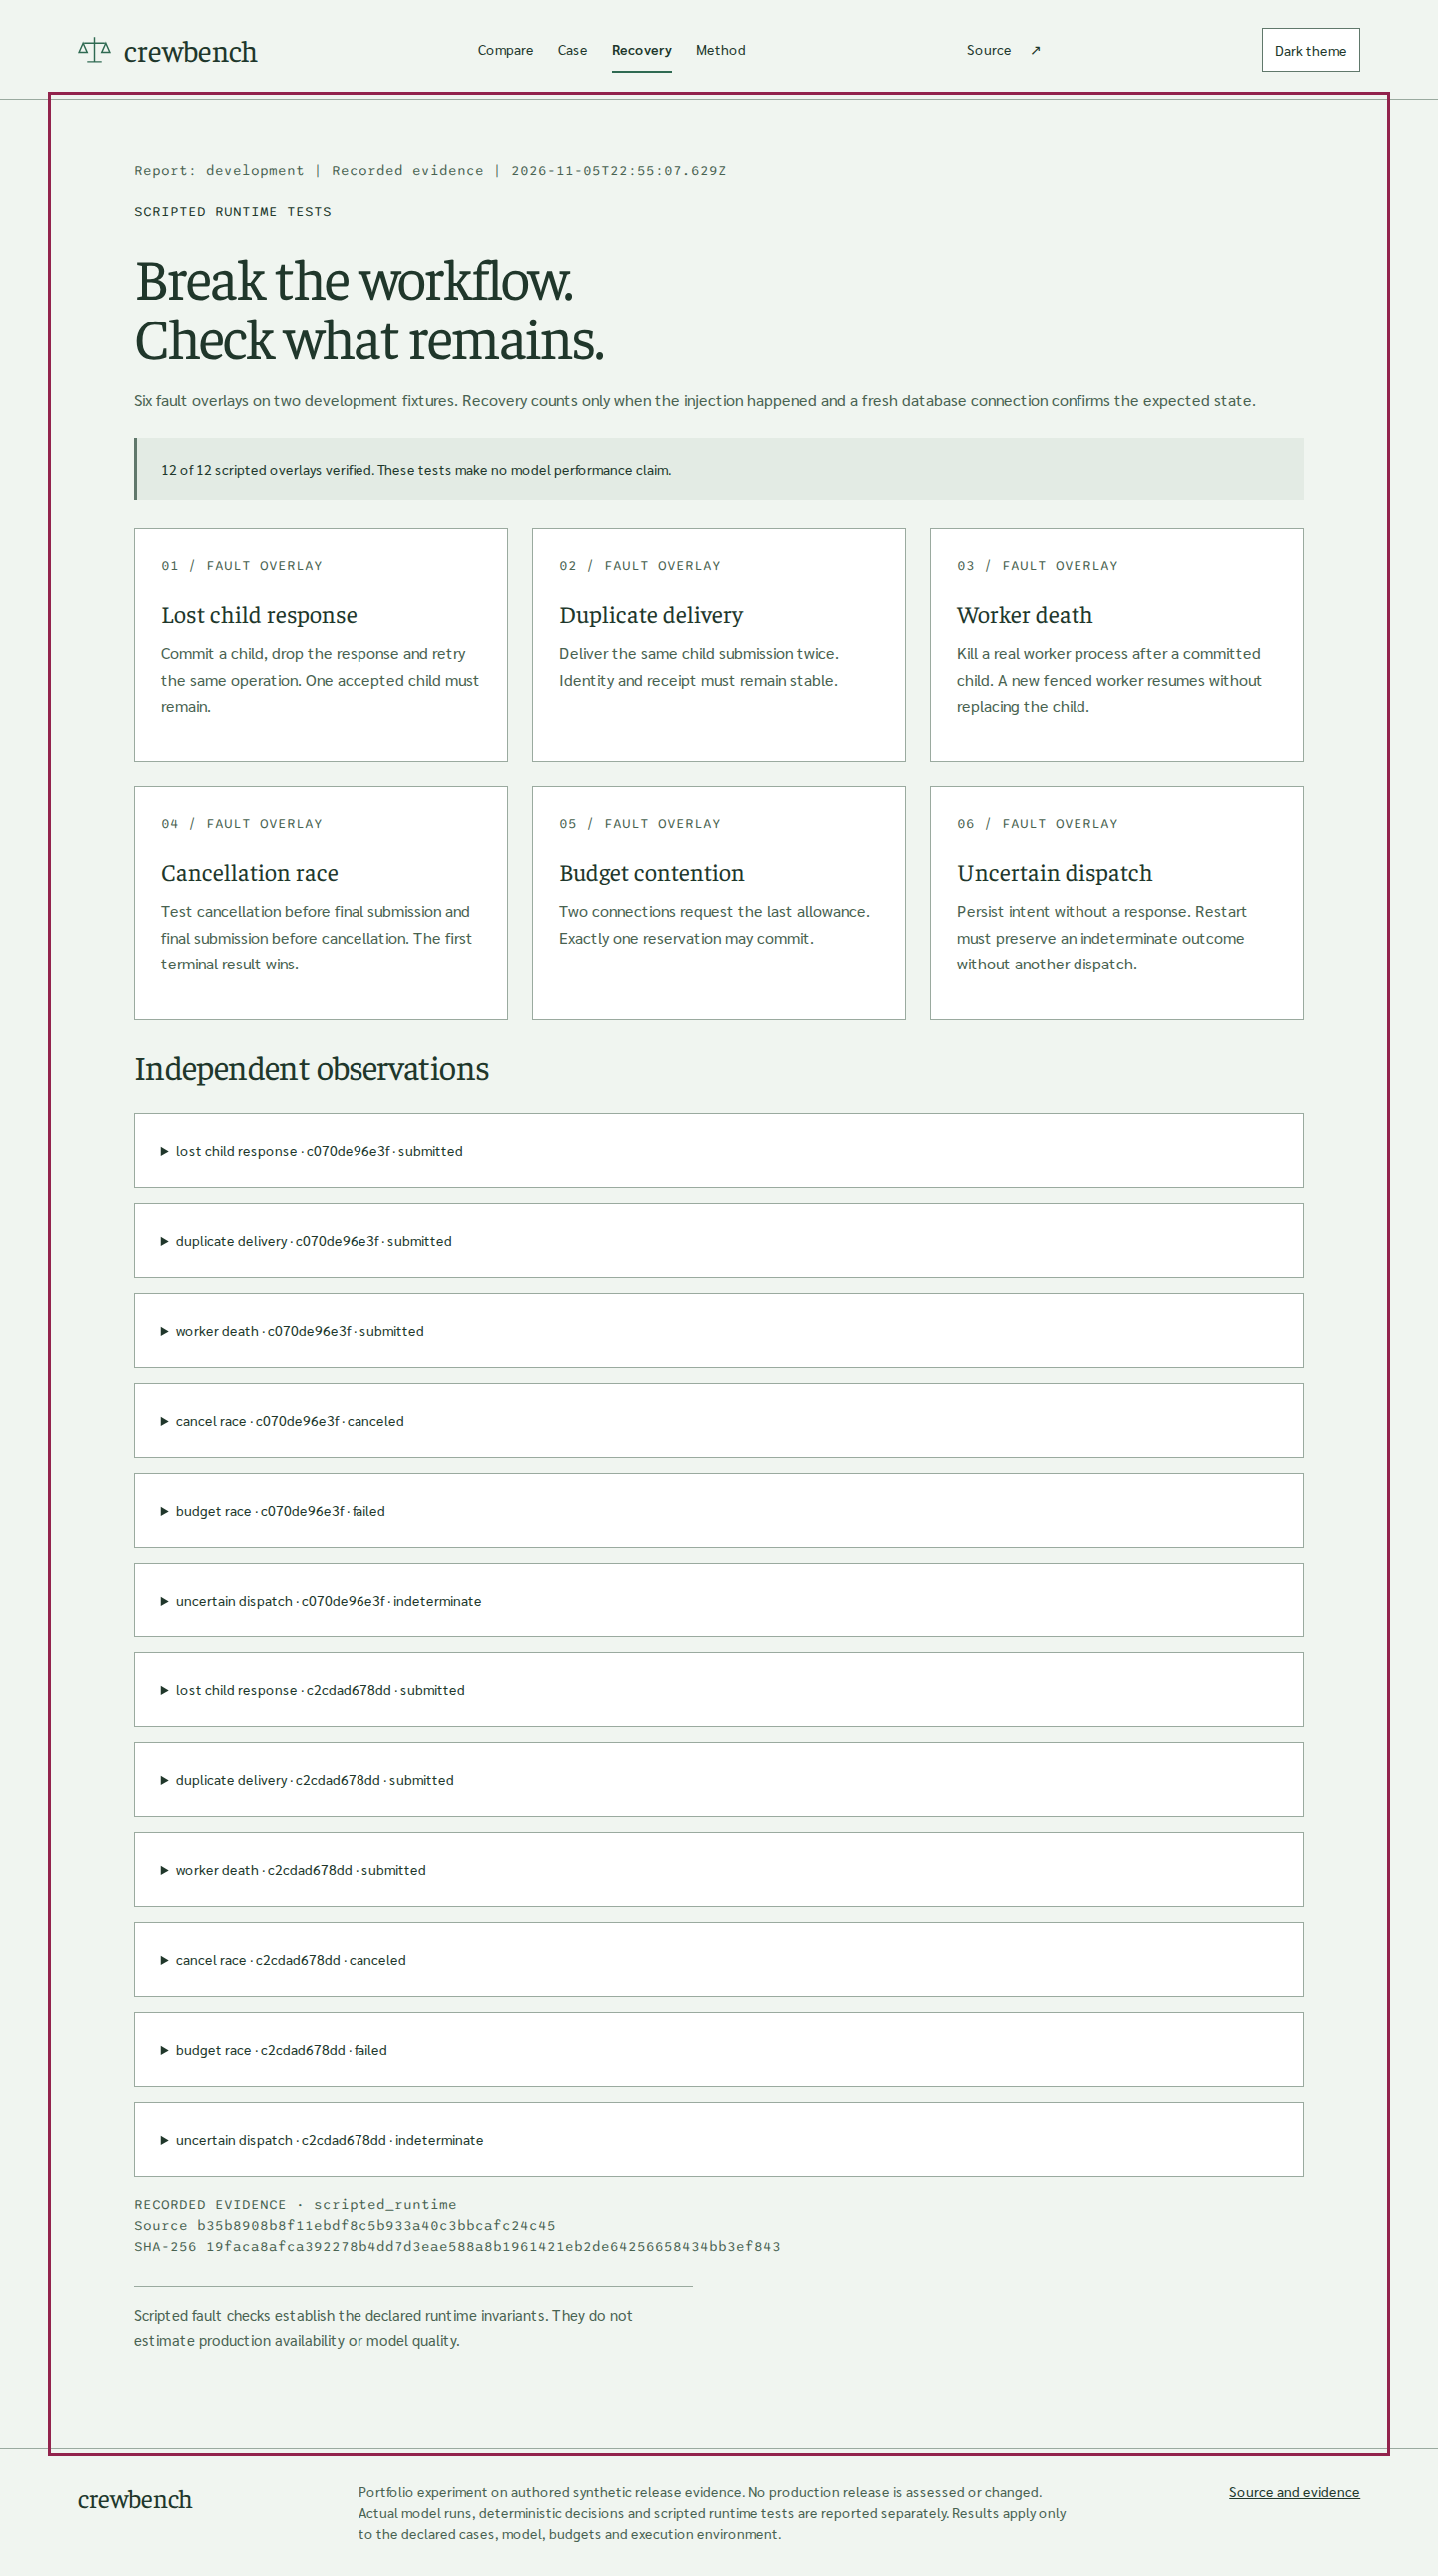 crewbench
Compare Case Recovery Method
Source ↗
Dark theme
Report: development | Recorded evidence | 2026-11-05T22:55:07.629Z
SCRIPTED RUNTIME TESTS
Break the workflow.
Check what remains.
Six fault overlays on two development fixtures. Recovery counts only when the injection happened and a fresh database connection confirms the expected state.
12 of 12 scripted overlays verified. These tests make no model performance claim.
01 / FAULT OVERLAY
Lost child response
Commit a child, drop the response and retry
the same operation. One accepted child must
remain.
02 / FAULT OVERLAY
Duplicate delivery
Deliver the same child submission twice.
Identity and receipt must remain stable.
03 / FAULT OVERLAY
Worker death
Kill a real worker process after a committed
child. A new fenced worker resumes without
replacing the child.
04 / FAULT OVERLAY
Cancellation race
Test cancellation before final submission and
final submission before cancellation. The first
terminal result wins.
05 / FAULT OVERLAY
Budget contention
Two connections request the last allowance.
Exactly one reservation may commit.
06 / FAULT OVERLAY
Uncertain dispatch
Persist intent without a response. Restart
must preserve an indeterminate outcome
without another dispatch.
Independent observations
lost child response · c070de96e3f · submitted
duplicate delivery · c070de96e3f · submitted
worker death · c070de96e3f · submitted
cancel race · c070de96e3f · canceled
budget race · c070de96e3f · failed
uncertain dispatch · c070de96e3f · indeterminate
lost child response · c2cdad678dd · submitted
duplicate delivery · c2cdad678dd · submitted
worker death · c2cdad678dd · submitted
cancel race · c2cdad678dd · canceled
budget race · c2cdad678dd · failed
uncertain dispatch · c2cdad678dd · indeterminate
RECORDED EVIDENCE · scripted_runtime
Source b35b8908b8f11ebdf8c5b933a40c3bbcafc24c45
SHA-256 19faca8afca392278b4dd7d3eae588a8b1961421eb2de64256658434bb3ef843
Scripted fault checks establish the declared runtime invariants. They do not
estimate production availability or model quality.
crewbench
Portfolio experiment on authored synthetic release evidence. No production release is assessed or changed.
Actual model runs, deterministic decisions and scripted runtime tests are reported separately. Results apply only
to the declared cases, model, budgets and execution environment.
Source and evidence